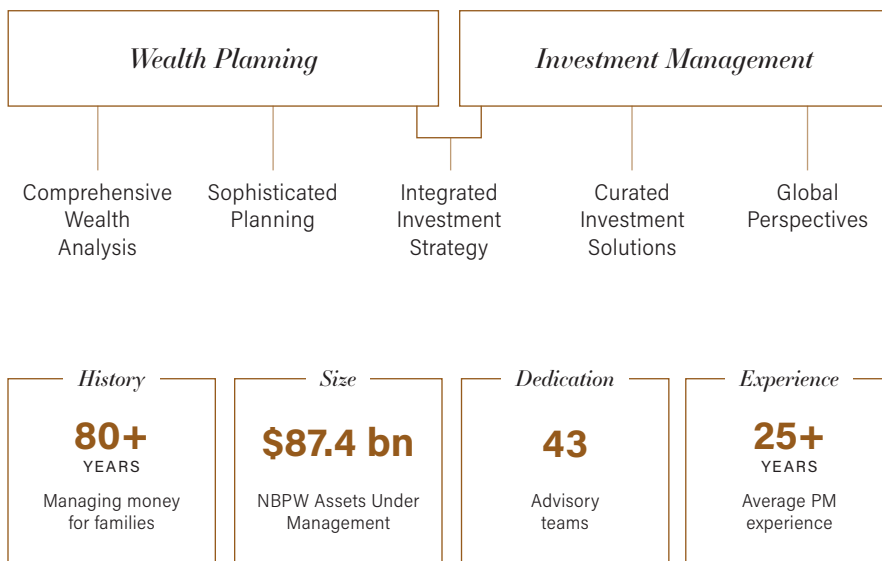 Wealth Planning
Investment Management
Comprehensive
Wealth
Analysis
Sophisticated
Planning
Integrated
Investment
Strategy
Curated
Investment
Solutions
Global
Perspectives
History
80+
YEARS
Managing money
for families
Size
$87.4 bn
NBPW Assets Under
Management
Dedication
43
Advisory
teams
Experience
25+
YEARS
Average PM
experience